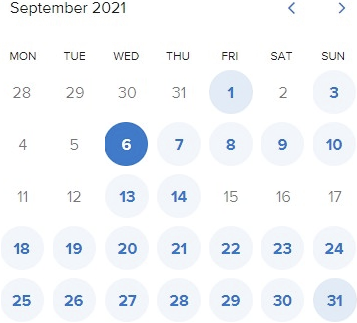 September 2021
MON TUE WED THU FRI SAT SUN
28 29 30 31 1 2 3
4 5 6 7 8 9 10
11 12 13 14 15 16 17
18 19 20 21 22 23 24
25 26 27 28 29 30 31